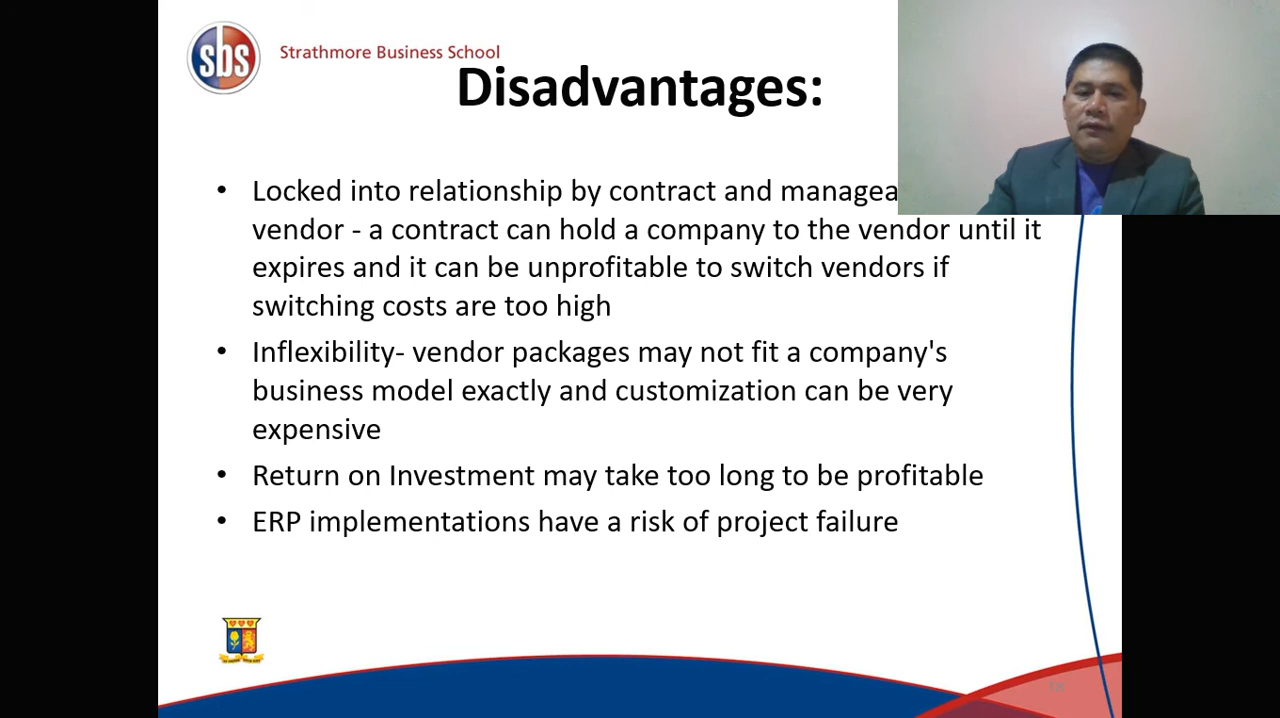 sbs
Strathmore Business School
Disadvantages:
• Locked into relationship by contract and
vendor - a contract can hold a company to the vendor until it
expires and it can be unprofitable to switch vendors if
switching costs are too high
• Inflexibility- vendor packages may not fit a company's
business model exactly and customization can be very
expensive
• Return on Investment may take too long to be profitable
• ERP implementations have a risk of project failure